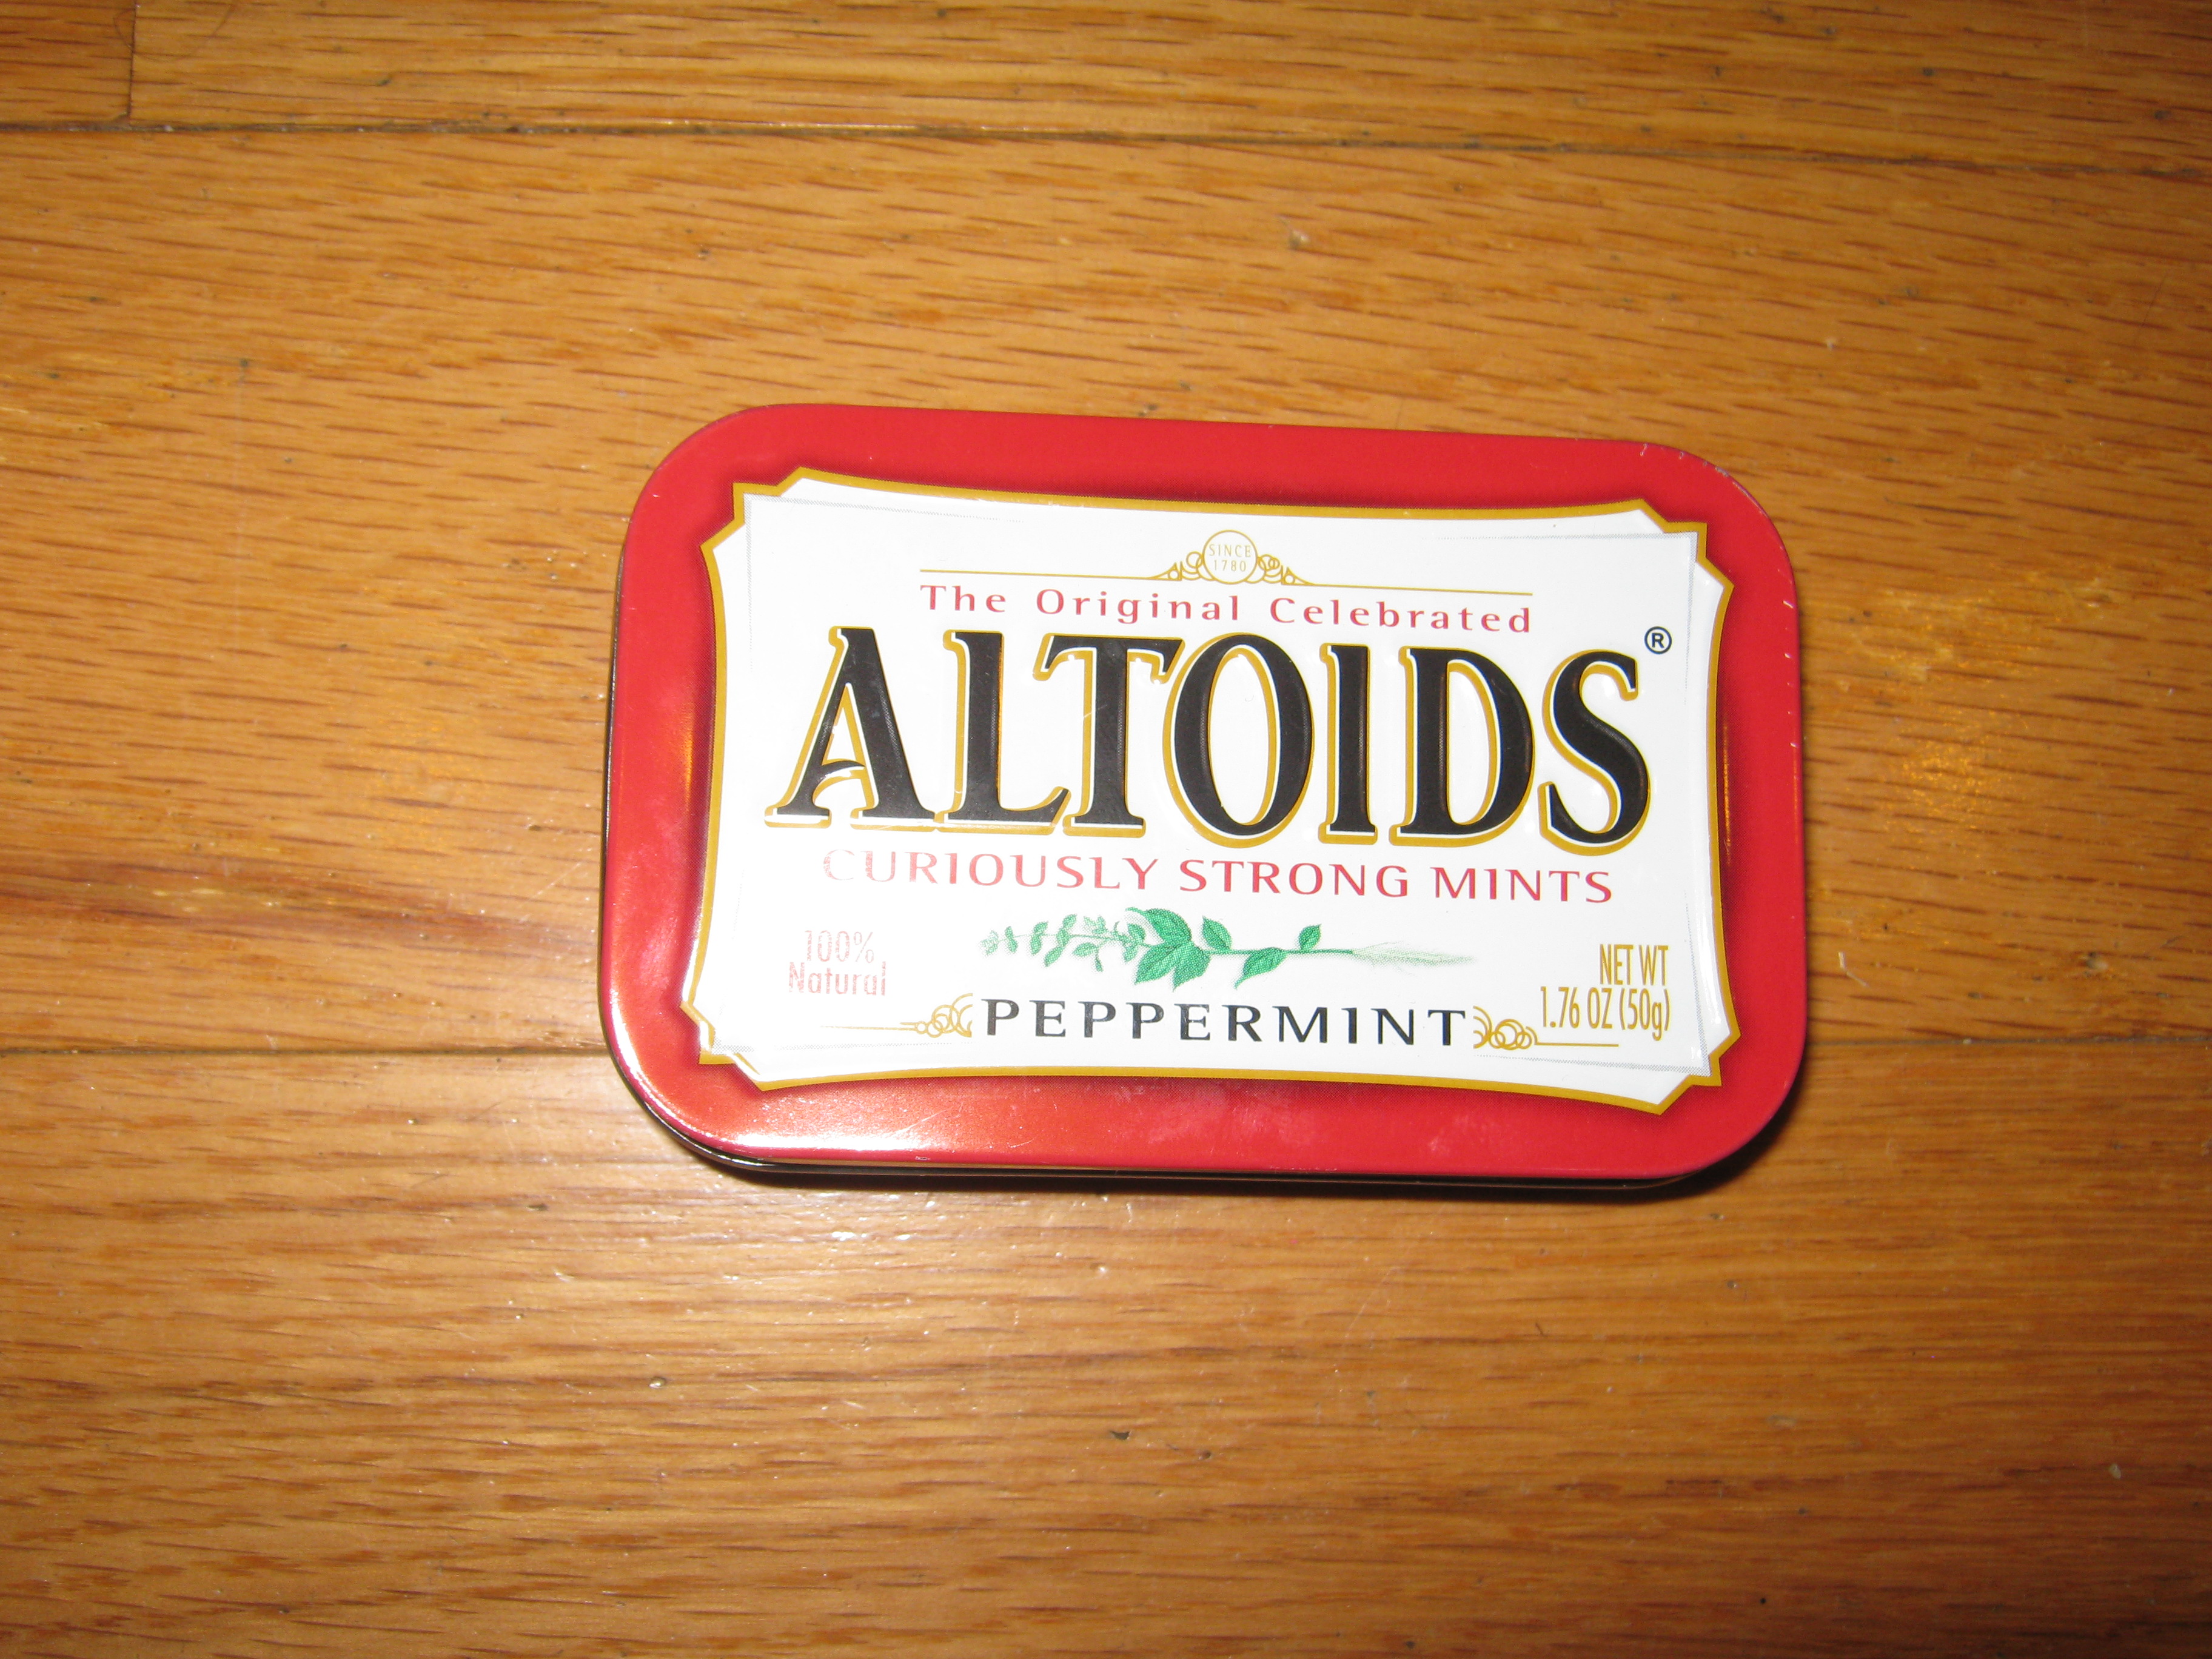 SINCE
1780
The Original Celebrated
ALTOIDS®
CURIOUSLY STRONG MINTS
100%
Natural
PEPPERMINT
NET WT
1.76 OZ (50g)